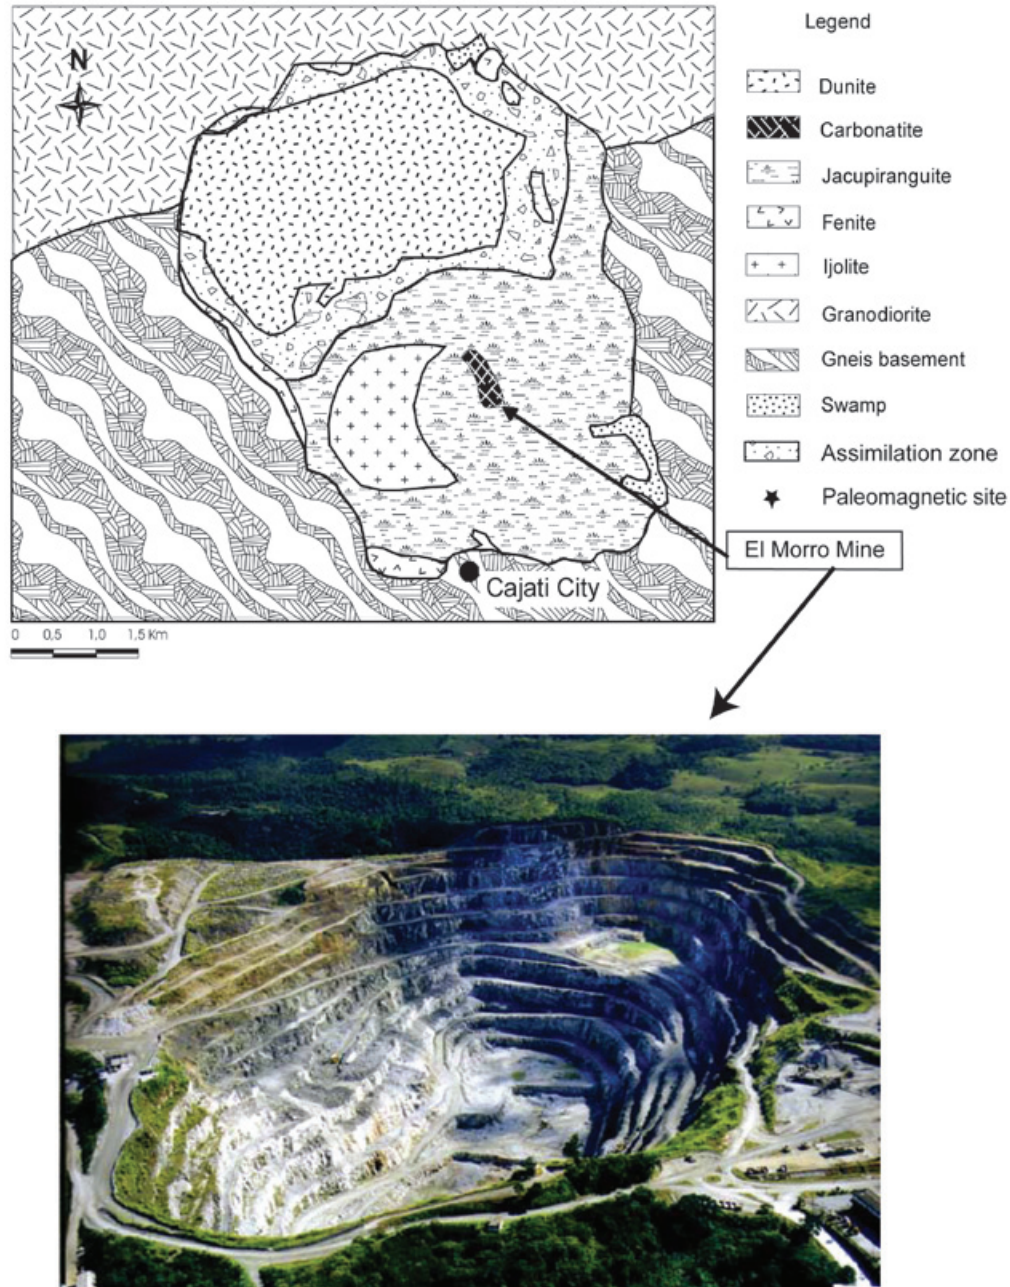 Legend
N
Dunite
Carbonatite
Jacupiranguite
Fenite
Ijolite
Granodiorite
Gneis basement
Swamp
Assimilation zone
Paleomagnetic site
El Morro Mine
Cajati City
0 0,5 1,0 1,5 Km